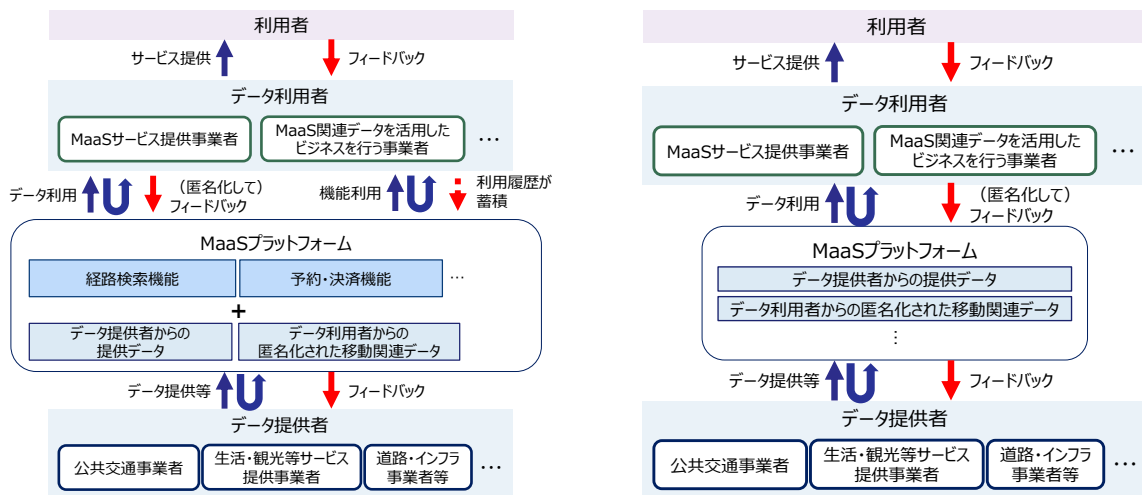 利用者
サービス提供
フィードバック
データ利用者
MaaSサービス提供事業者
MaaS関連データを活用した
ビジネスを行う事業者
…
データ利用
（匿名化して）
フィードバック
機能利用
利用履歴が
蓄積
MaaSプラットフォーム
経路検索機能
予約・決済機能
…
+
データ提供者からの
提供データ
データ利用者からの
匿名化された移動関連データ
データ提供等
フィードバック
データ提供者
公共交通事業者
生活・観光等サービス
提供事業者
道路・インフラ
事業者等
…
利用者
サービス提供
フィードバック
データ利用者
MaaSサービス提供事業者
MaaS関連データを活用した
ビジネスを行う事業者
…
データ利用
（匿名化して）
フィードバック
MaaSプラットフォーム
データ提供者からの提供データ
データ利用者からの匿名化された移動関連データ
⋮
データ提供等
フィードバック
データ提供者
公共交通事業者
生活・観光等サービス
提供事業者
道路・インフラ
事業者等
…